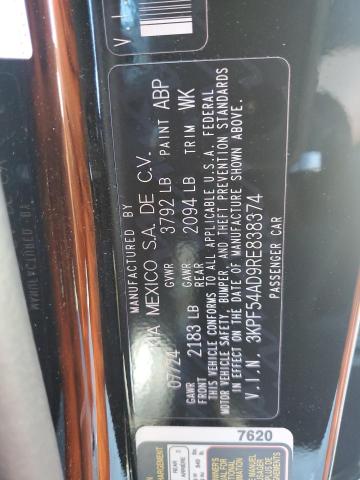 MANUFACTURED BY
KIA MEXICO S.A. DE C.V.
07/24 GVWR 3792 LB PAINT ABP
GAWR FRONT 2183 LB GAWR REAR 2094 LB TRIM WK
THIS VEHICLE CONFORMS TO ALL APPLICABLE U.S.A. FEDERAL
MOTOR VEHICLE SAFETY, BUMPER, AND THEFT PREVENTION STANDARDS
IN EFFECT ON THE DATE OF MANUFACTURE SHOWN ABOVE.
V.I.N. 3KPF54AD9RE838374
PASSENGER CAR
V I
7620
REAR
ARRIERE